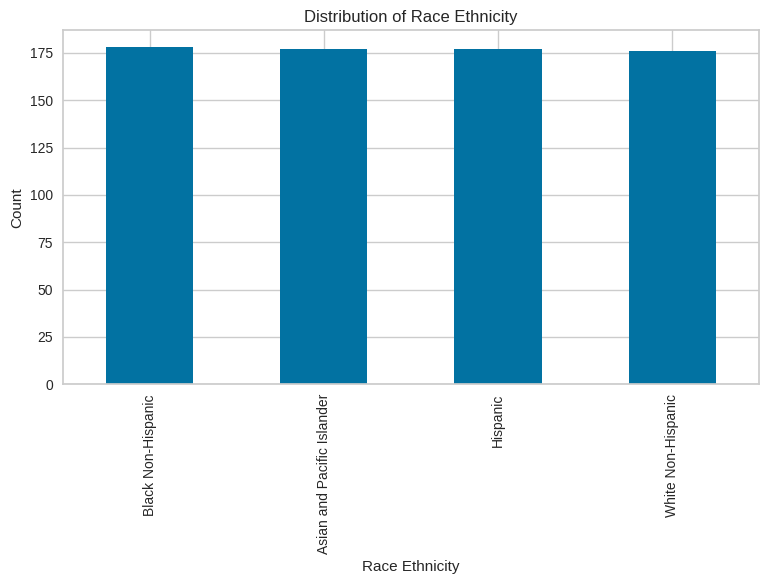 Distribution of Race Ethnicity
Count
175
150
125
100
75
50
25
0
Black Non-Hispanic
Asian and Pacific Islander
Hispanic
White Non-Hispanic
Race Ethnicity